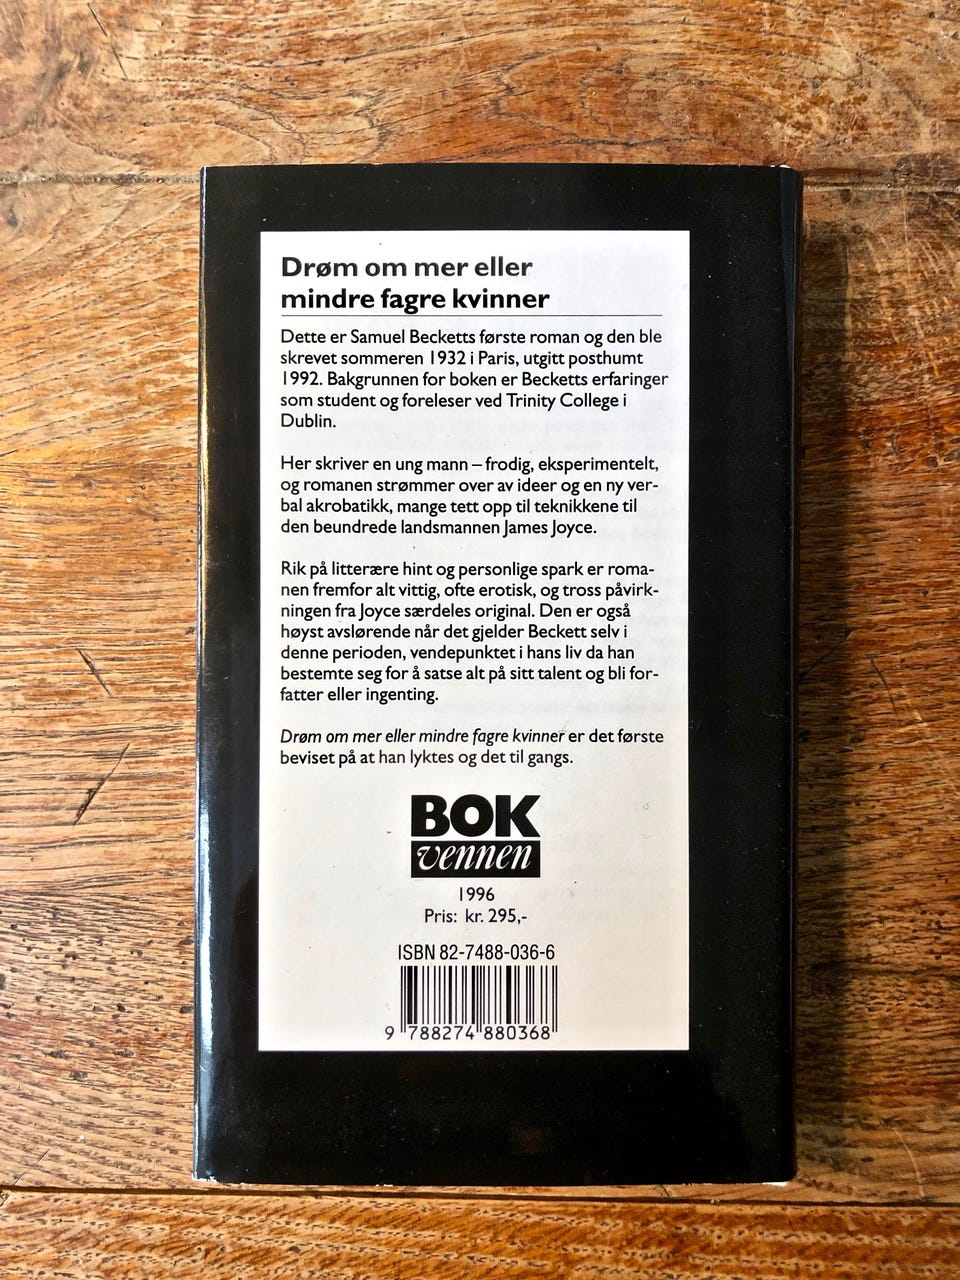 Drøm om mer eller
mindre fagre kvinner
Dette er Samuel Becketts første roman og den ble
skrevet sommeren 1932 i Paris, utgitt posthumt
1992. Bakgrunnen for boken er Becketts erfaringer
som student og foreleser ved Trinity College i
Dublin.
Her skriver en ung mann – frodig, eksperimentelt,
og romanen strømmer over av ideer og en ny ver-
bal akrobatikk, mange tett opp til teknikkene til
den beundrede landsmannen James Joyce.
Rik på litterære hint og personlige spark er roma-
nen fremfor alt vittig, ofte erotisk, og tross påvirk-
ningen fra Joyce særdeles original. Den er også
høyst avslørende når det gjelder Beckett selv i
denne perioden, vendepunktet i hans liv da han
bestemte seg for å satse alt på sitt talent og bli for-
fatter eller ingenting.
Drøm om mer eller mindre fagre kvinner er det første
beviset på at han lyktes og det til gangs.
BOK
vennen
1996
Pris: kr. 295,-
ISBN 82-7488-036-6
9 788274 880368